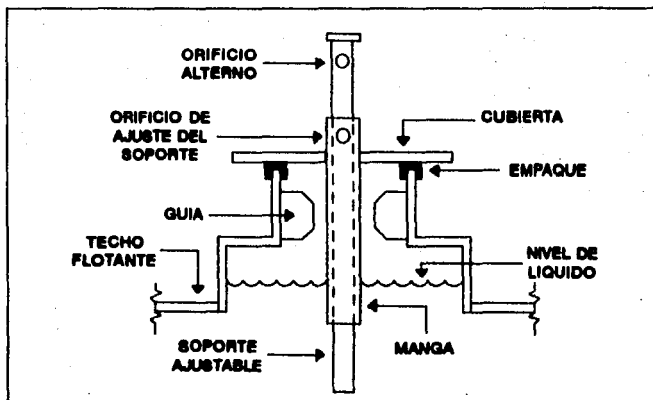 ORIFICIO
ALTERNO
ORIFICIO DE
AJUSTE DEL
SOPORTE
CUBIERTA
EMPAQUE
GUIA
TECHO
FLOTANTE
NIVEL DE
LIQUIDO
MANGA
SOPORTE
AJUSTABLE